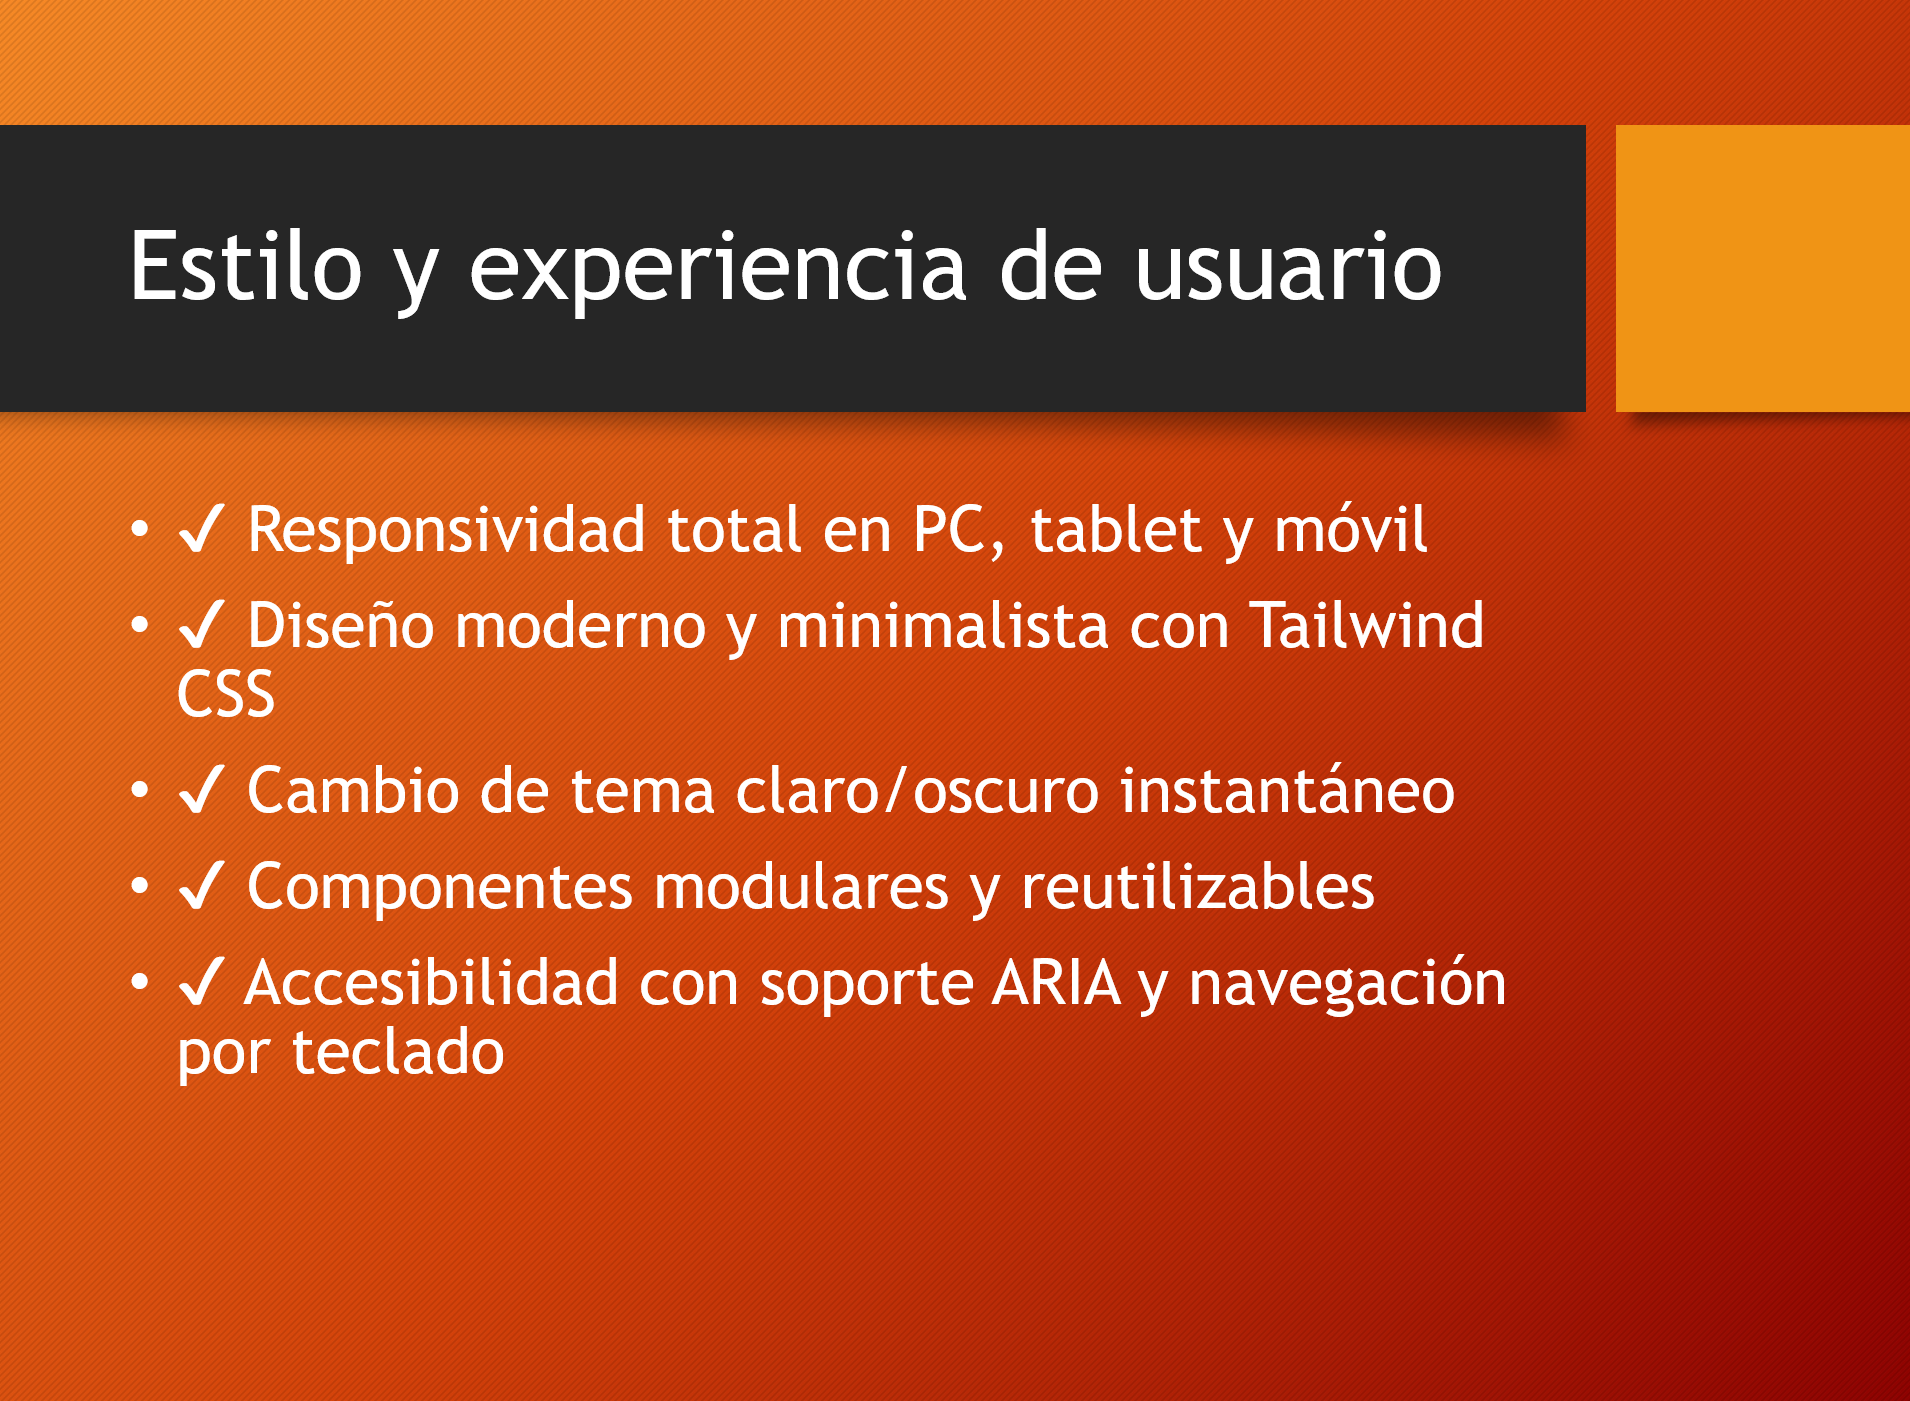 Estilo y experiencia de usuario
• ✓ Responsividad total en PC, tablet y móvil
• ✓ Diseño moderno y minimalista con Tailwind
CSS
• ✓ Cambio de tema claro/oscuro instantáneo
• ✓ Componentes modulares y reutilizables
• ✓ Accesibilidad con soporte ARIA y navegación
por teclado